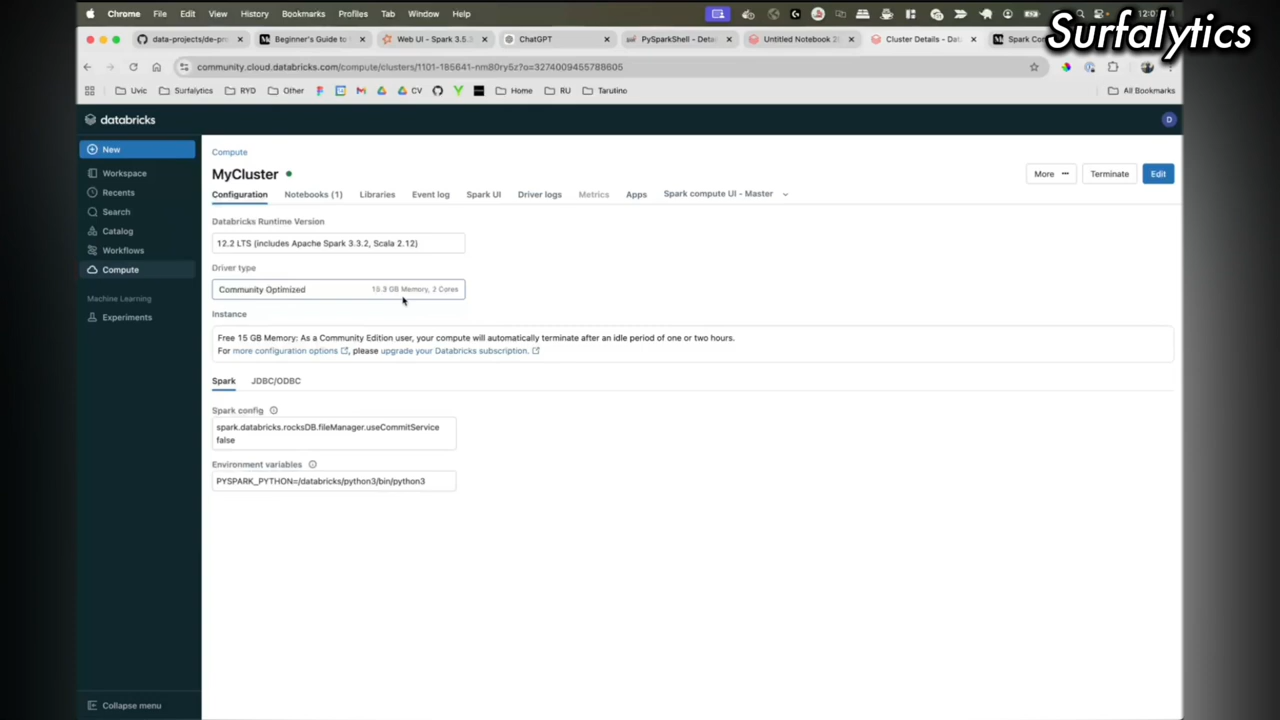 Chrome File Edit View History Bookmarks Profiles Tab Window Help
Surfalytics
data-projects/de-pro Beginner's Guide to Web UI - Spark 3.5. ChatGPT PySparkShell - Deta Untitled Notebook 20 Cluster Details - Data Spark Co
community.cloud.databricks.com/compute/clusters/1101-185641-nm80ry5z?o=3274009455788605
Uvic Surfalytics RYD Other CV Home RU Tarutino All Bookmarks
databricks
D
New
Workspace
Recents
Search
Catalog
Workflows
Compute
Machine Learning
Experiments
Collapse menu
Compute
MyCluster
More Terminate Edit
Configuration Notebooks (1) Libraries Event log Spark UI Driver logs Metrics Apps Spark compute UI - Master
Databricks Runtime Version
12.2 LTS (includes Apache Spark 3.3.2, Scala 2.12)
Driver type
Community Optimized 15.3 GB Memory, 2 Cores
Instance
Free 15 GB Memory: As a Community Edition user, your compute will automatically terminate after an idle period of one or two hours.
For more configuration options, please upgrade your Databricks subscription.
Spark JDBC/ODBC
Spark config
spark.databricks.rocksDB.fileManager.useCommitService
false
Environment variables
PYSPARK_PYTHON=/databricks/python3/bin/python3